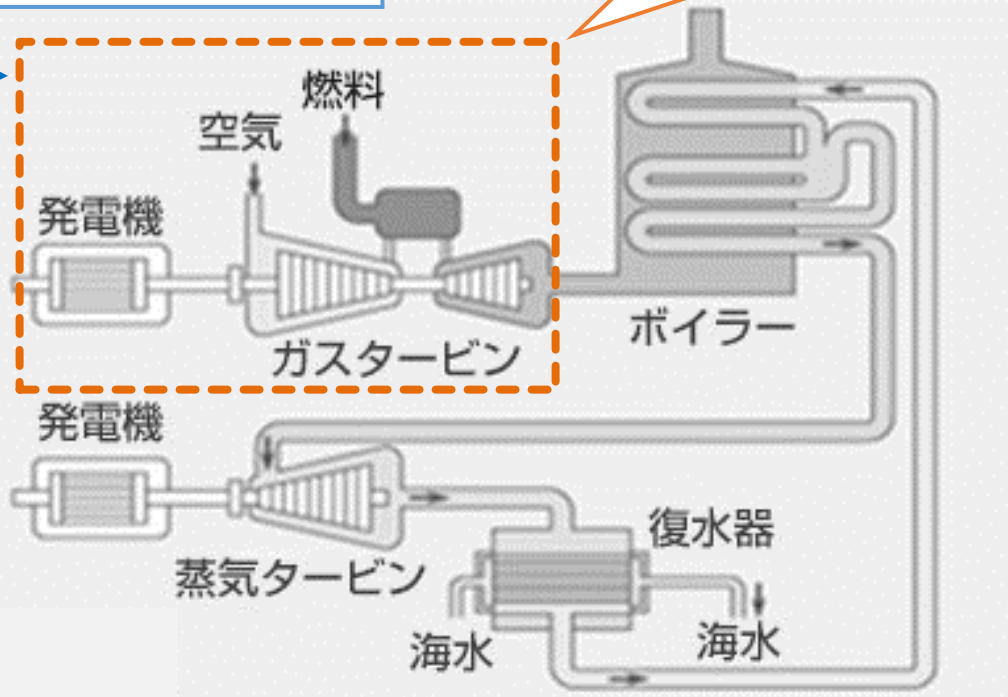 燃料
空気
発電機
ガスタービン
ボイラー
発電機
蒸気タービン
復水器
海水
海水